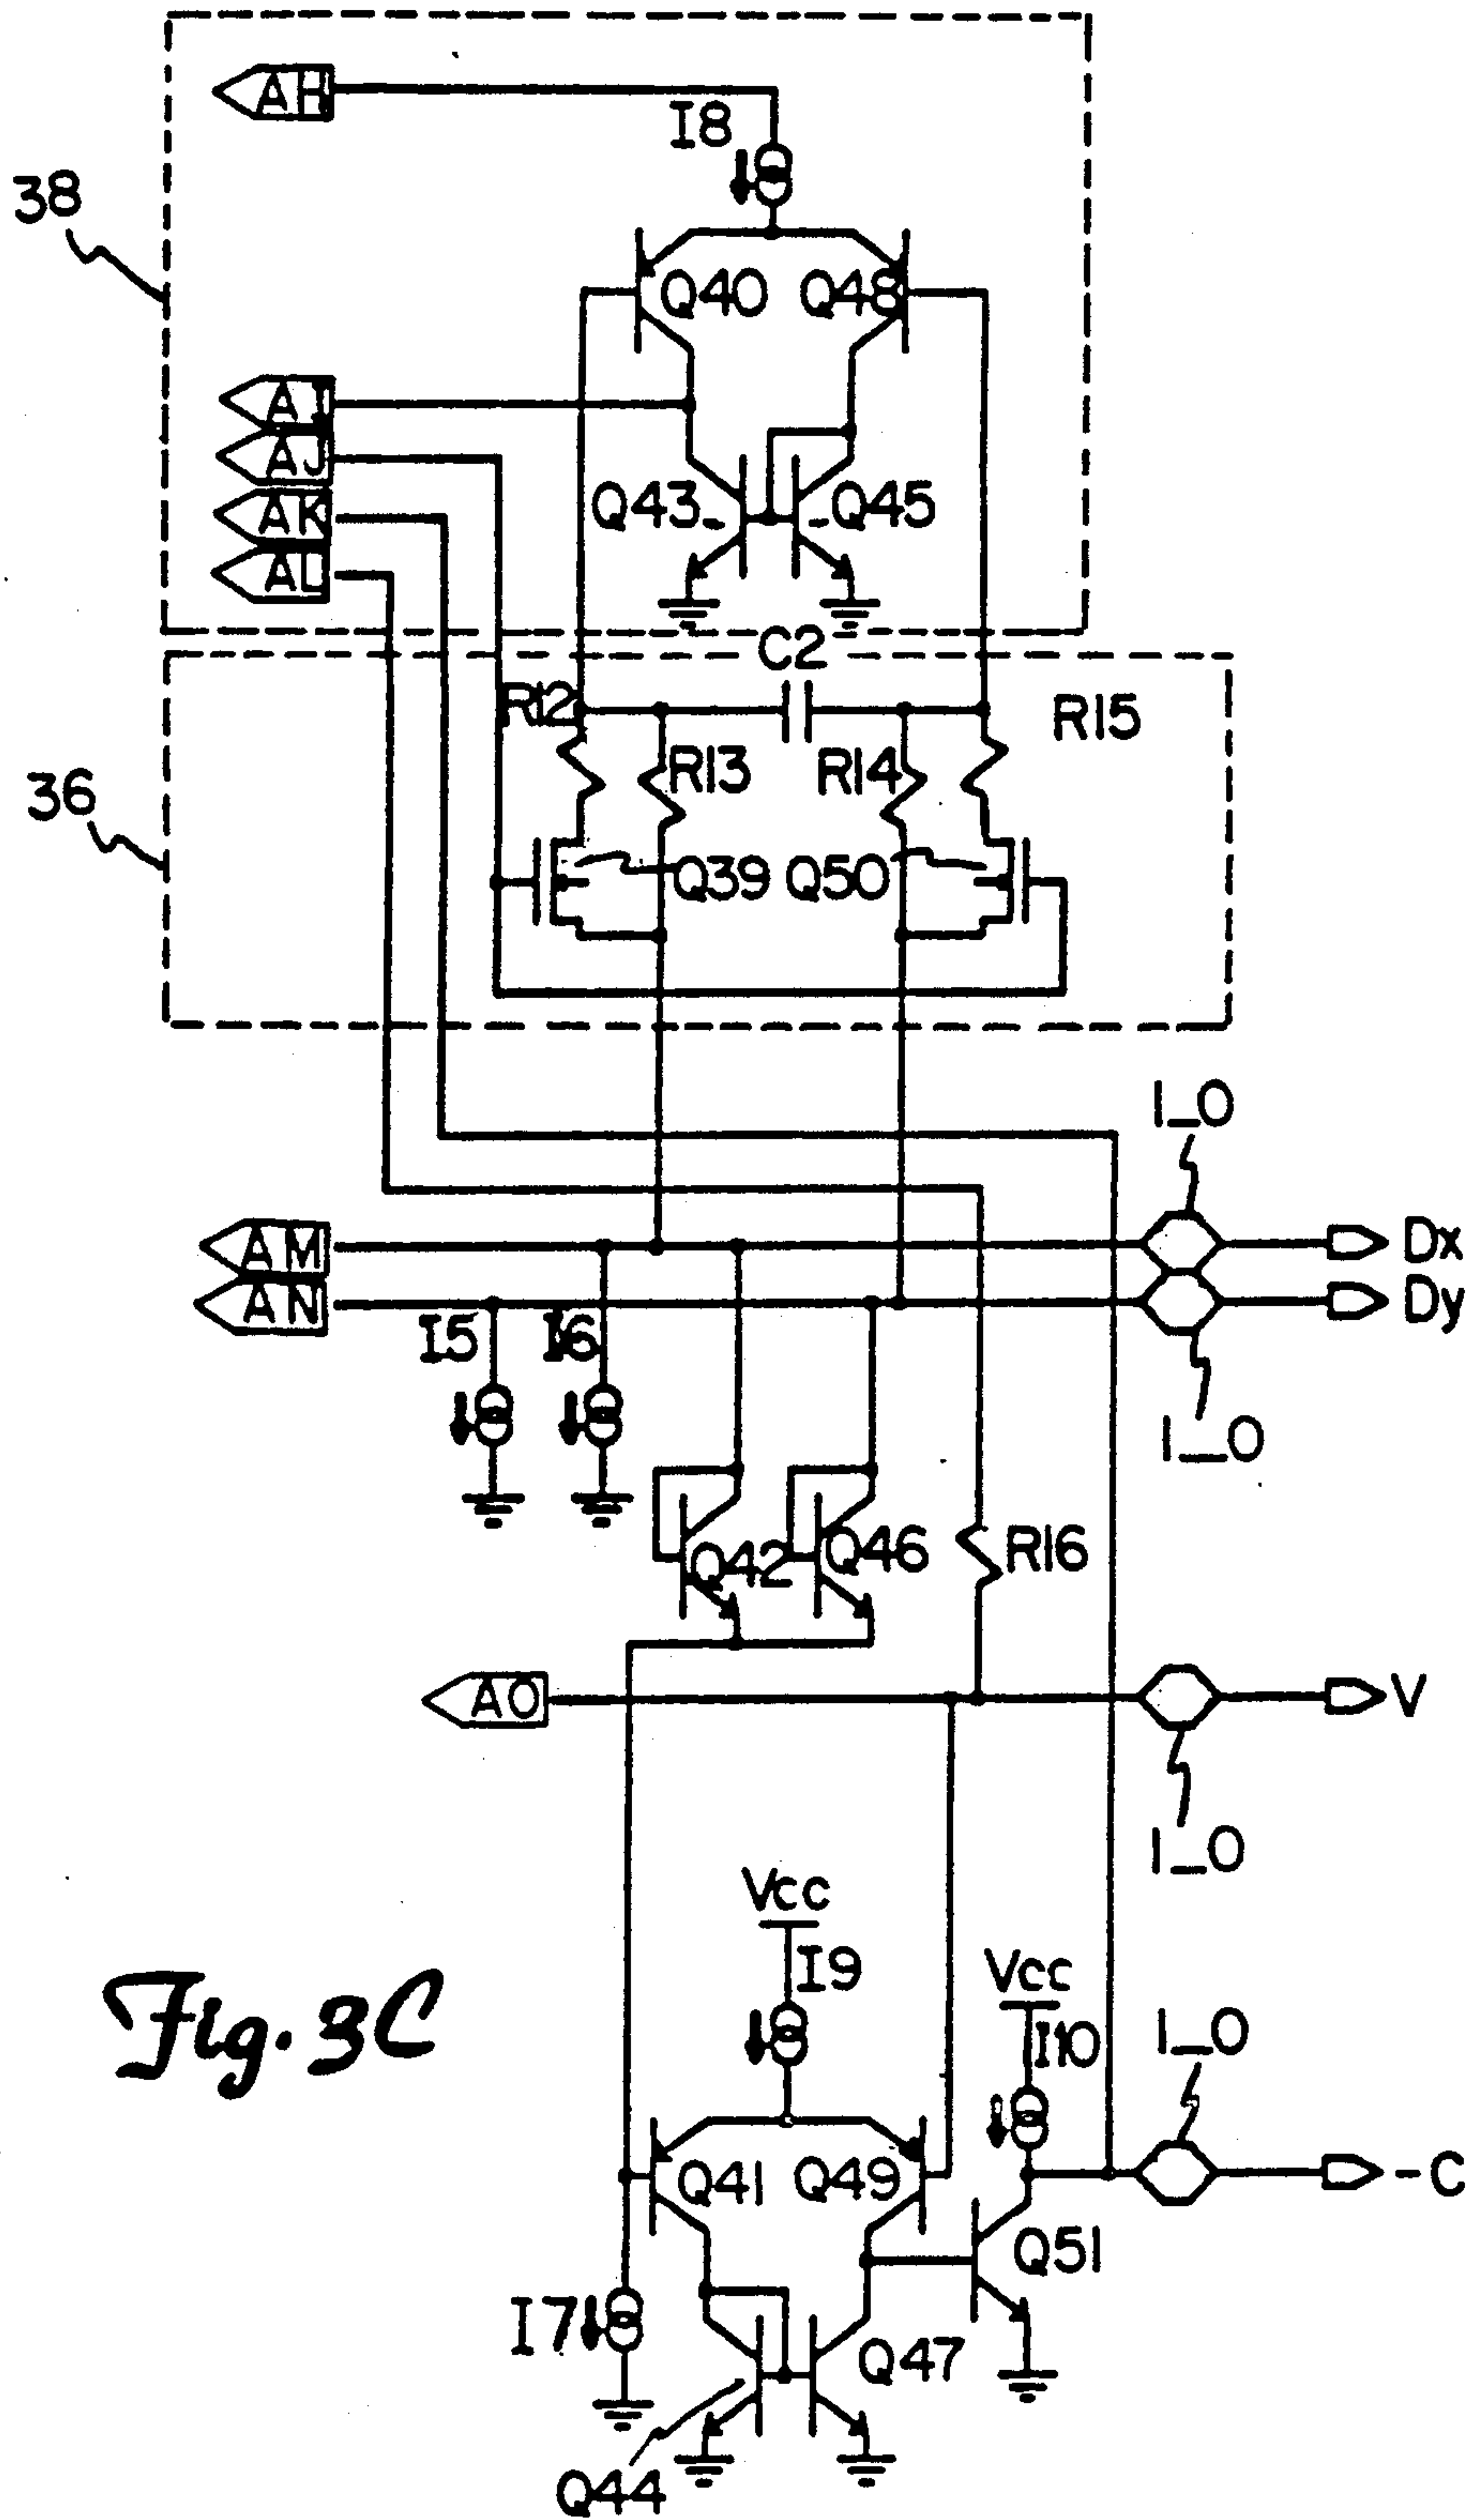 AH
I8
38
Q40 Q48
AI
AJ
AK
AL
Q43 Q45
C2
R12
R13 R14
R15
36
Q39 Q50
I_O
AM
Dx
AN
Dy
I5 I6
I_O
Q42 Q46 R16
AO
V
I_O
Vcc
I9
Vcc
I10
I_O
Fig. 3C
Q41 Q49
-C
Q51
I7
Q47
Q44